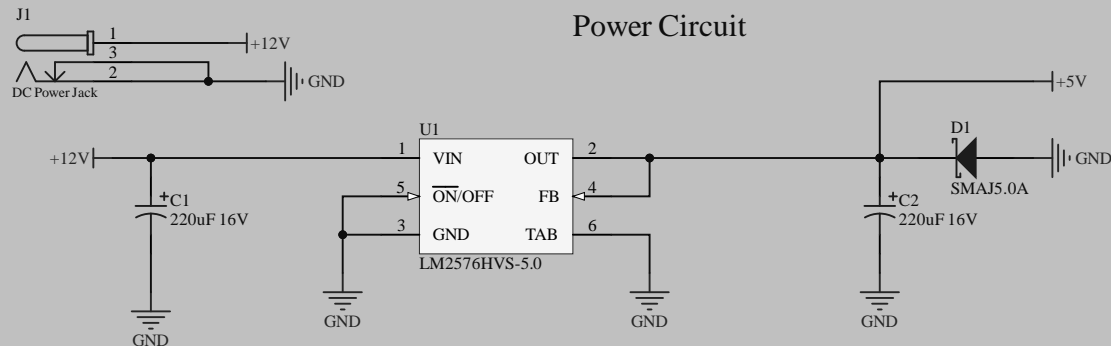 Power Circuit
J1
1
3
2
+12V
GND
DC Power Jack
+12V
C1
220uF 16V
GND
U1
1 VIN OUT 2
5 ON/OFF FB 4
3 GND TAB 6
LM2576HVS-5.0
GND
GND
+5V
D1
SMAJ5.0A
GND
+C2
220uF 16V
GND